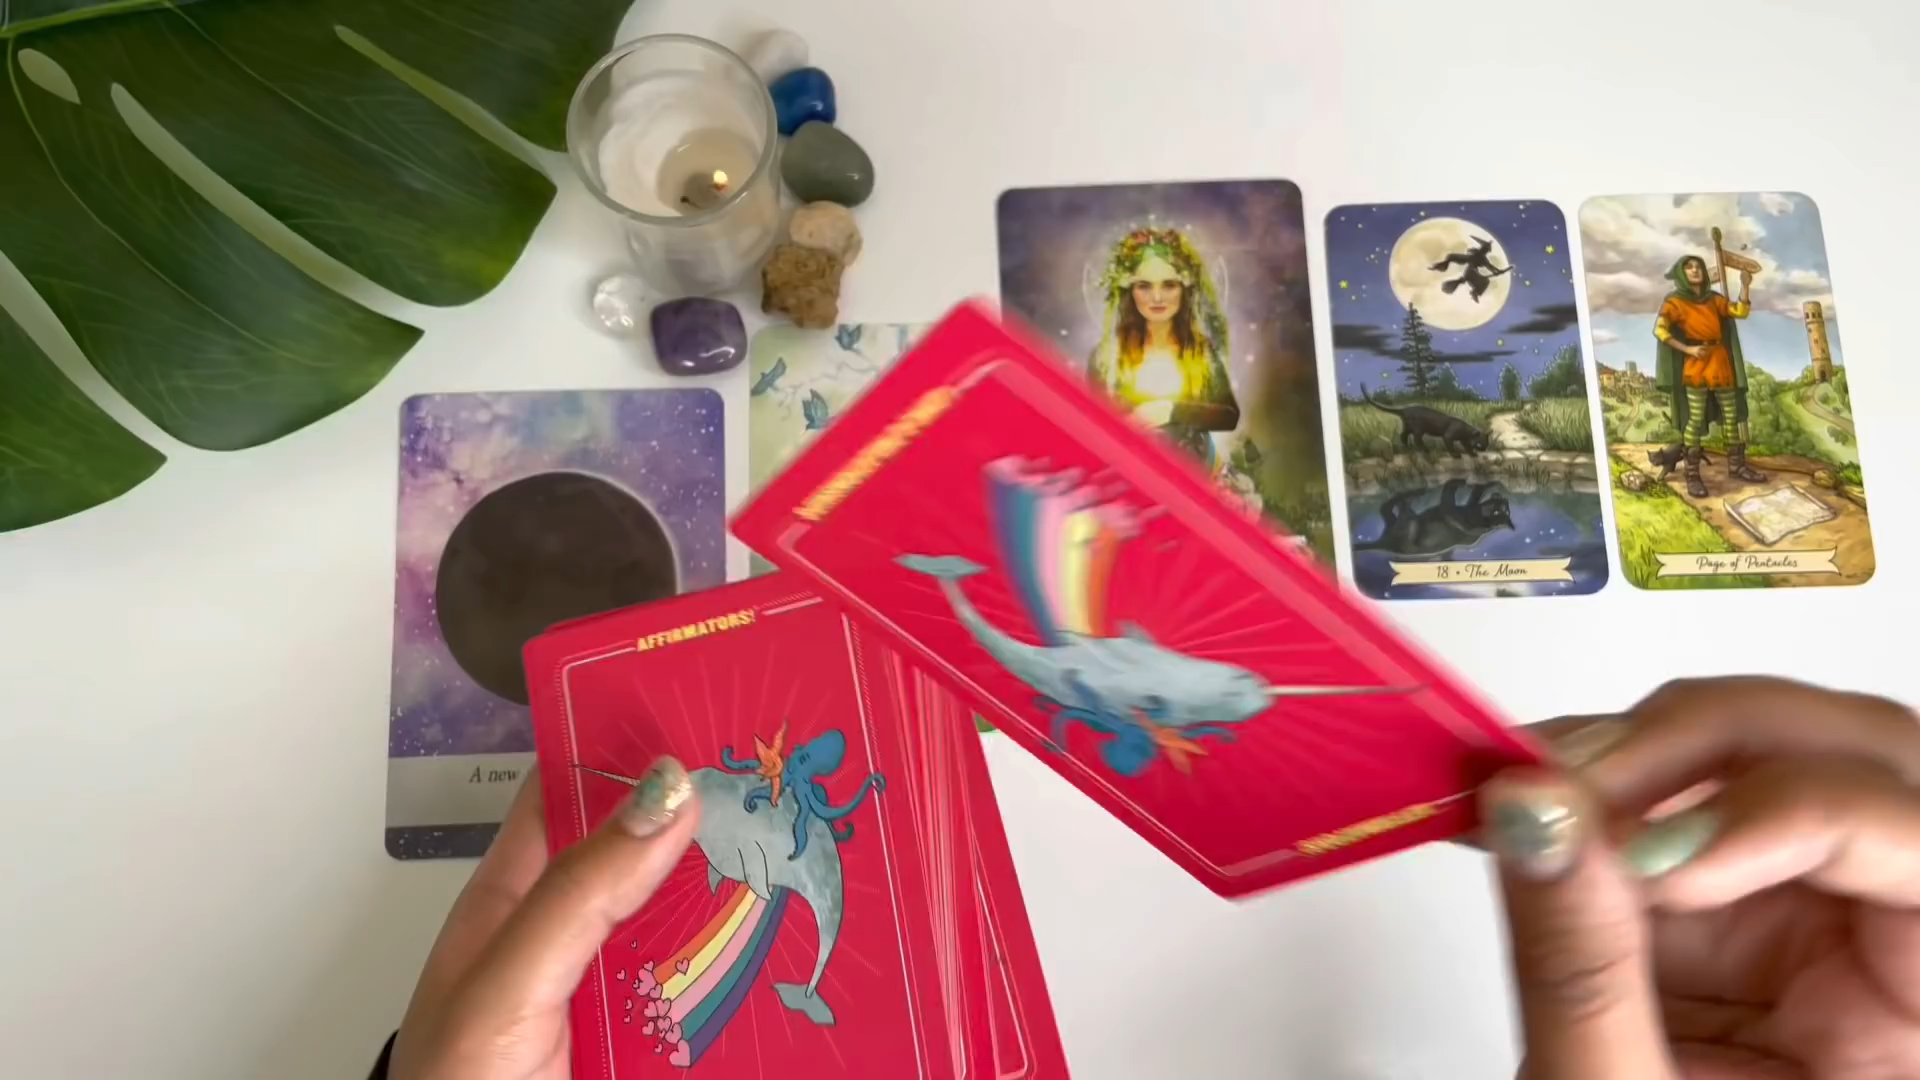 18 • The Moon
Page of Pentacles
AFFIRMATORS!
A new